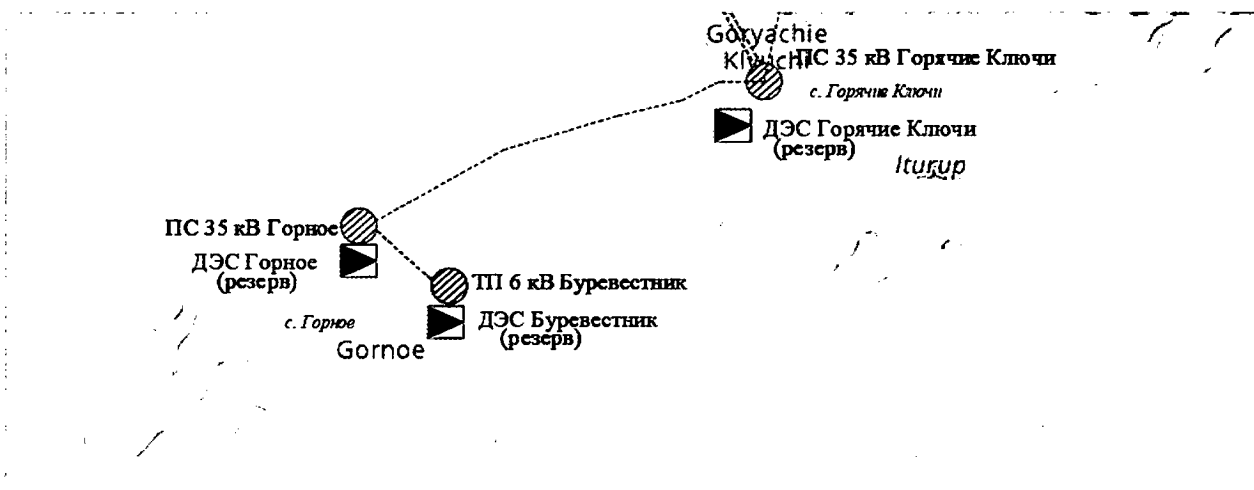 Goryachie
Klyuchi
ПС 35 кВ Горячие Ключи
с. Горячие Ключи
ДЭС Горячие Ключи
(резерв)
Iturup
ПС 35 кВ Горное
ДЭС Горное
(резерв)
ТП 6 кВ Буревестник
с. Горное
ДЭС Буревестник
(резерв)
Gornoe